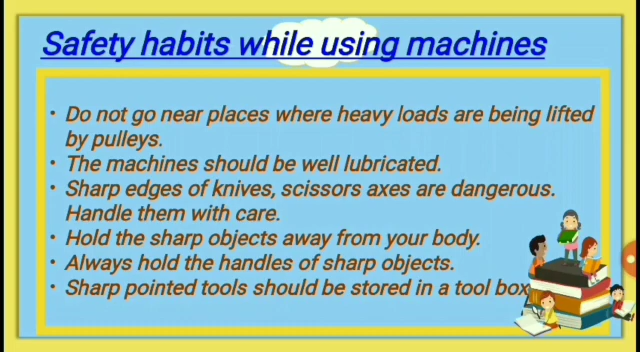 Safety habits while using machines
• Do not go near places where heavy loads are being lifted
by pulleys.
• The machines should be well lubricated.
• Sharp edges of knives, scissors axes are dangerous.
Handle them with care.
• Hold the sharp objects away from your body.
• Always hold the handles of sharp objects.
• Sharp pointed tools should be stored in a tool box